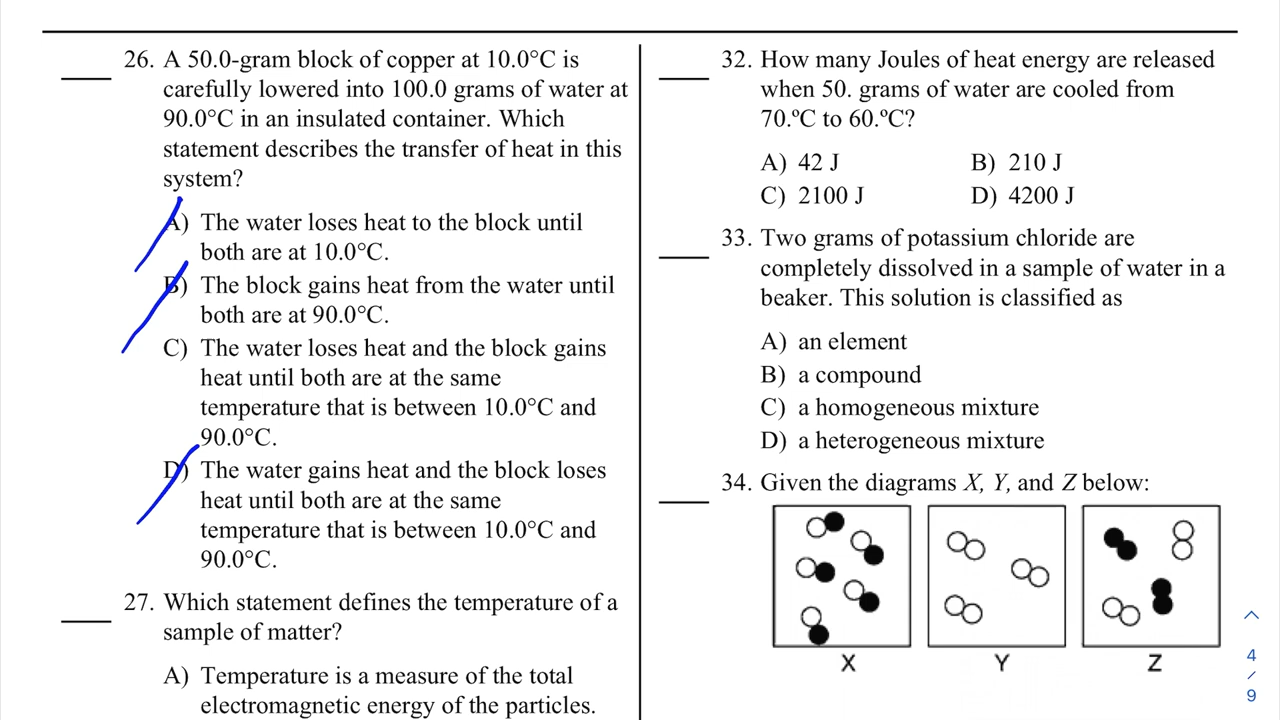 26. A 50.0-gram block of copper at 10.0°C is
carefully lowered into 100.0 grams of water at
90.0°C in an insulated container. Which
statement describes the transfer of heat in this
system?
A) The water loses heat to the block until
both are at 10.0°C.
B) The block gains heat from the water until
both are at 90.0°C.
C) The water loses heat and the block gains
heat until both are at the same
temperature that is between 10.0°C and
90.0°C.
D) The water gains heat and the block loses
heat until both are at the same
temperature that is between 10.0°C and
90.0°C.
27. Which statement defines the temperature of a
sample of matter?
A) Temperature is a measure of the total
electromagnetic energy of the particles.
32. How many Joules of heat energy are released
when 50. grams of water are cooled from
70.ºC to 60.ºC?
A) 42 J B) 210 J
C) 2100 J D) 4200 J
33. Two grams of potassium chloride are
completely dissolved in a sample of water in a
beaker. This solution is classified as
A) an element
B) a compound
C) a homogeneous mixture
D) a heterogeneous mixture
34. Given the diagrams X, Y, and Z below:
X Y Z
4
/
9